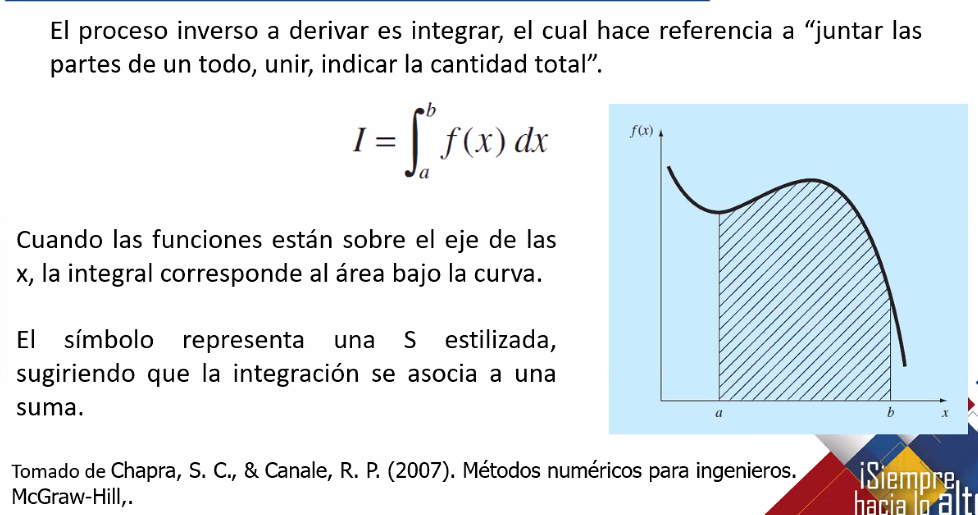 El proceso inverso a derivar es integrar, el cual hace referencia a “juntar las
partes de un todo, unir, indicar la cantidad total”.
I = ∫_a^b f(x) dx
f(x)
a
b
x
Cuando las funciones están sobre el eje de las
x, la integral corresponde al área bajo la curva.
El símbolo representa una S estilizada,
sugiriendo que la integración se asocia a una
suma.
Tomado de Chapra, S. C., & Canale, R. P. (2007). Métodos numéricos para ingenieros.
McGraw-Hill,.
¡Siempre
hacia lo alt